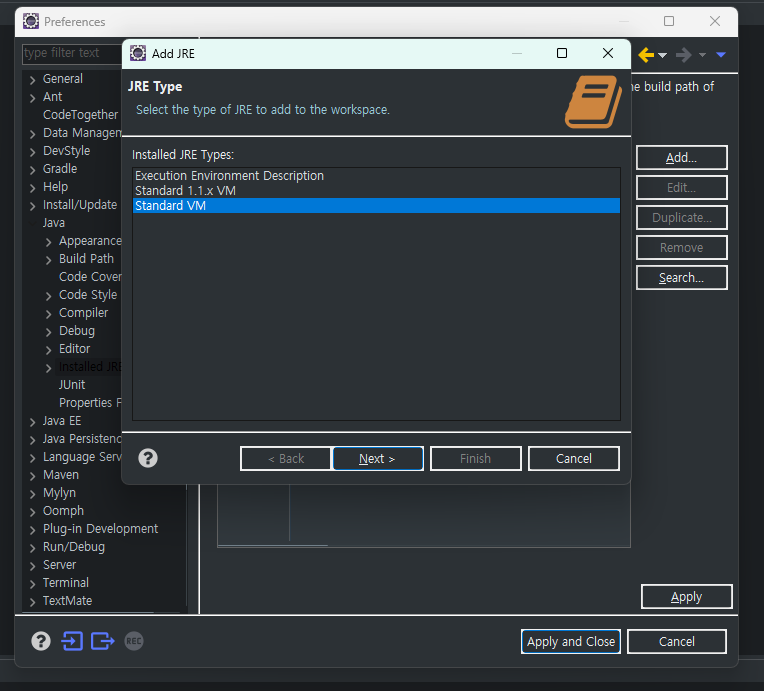 Preferences
type filter text
General
Ant
CodeTogether
Data Managem
DevStyle
Gradle
Help
Install/Update
Java
Appearance
Build Path
Code Cover
Code Style
Compiler
Debug
Editor
Installed JRE
JUnit
Properties F
Java EE
Java Persistenc
Language Serv
Maven
Mylyn
Oomph
Plug-in Development
Run/Debug
Server
Terminal
TextMate
Add JRE
JRE Type
Select the type of JRE to add to the workspace.
Installed JRE Types:
Execution Environment Description
Standard 1.1.x VM
Standard VM
< Back
Next >
Finish
Cancel
e build path of
Add...
Edit...
Duplicate...
Remove
Search...
Apply
REC
Apply and Close
Cancel